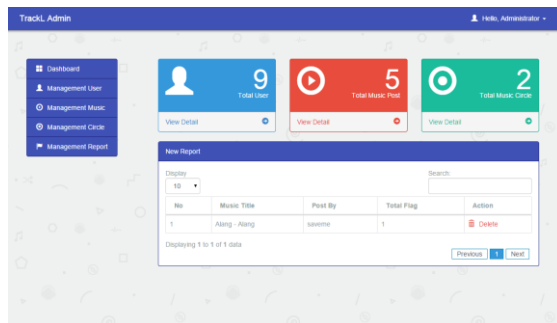 TrackL Admin
Hello, Administrator
Dashboard
Management User
Management Music
Management Circle
Management Report
9
Total User
View Detail
5
Total Music Post
View Detail
2
Total Music Circle
View Detail
New Report
Display
10
Search:
No Music Title Post By Total Flag Action
1 Alang - Alang saveme 1 Delete
Displaying 1 to 1 of 1 data
Previous 1 Next